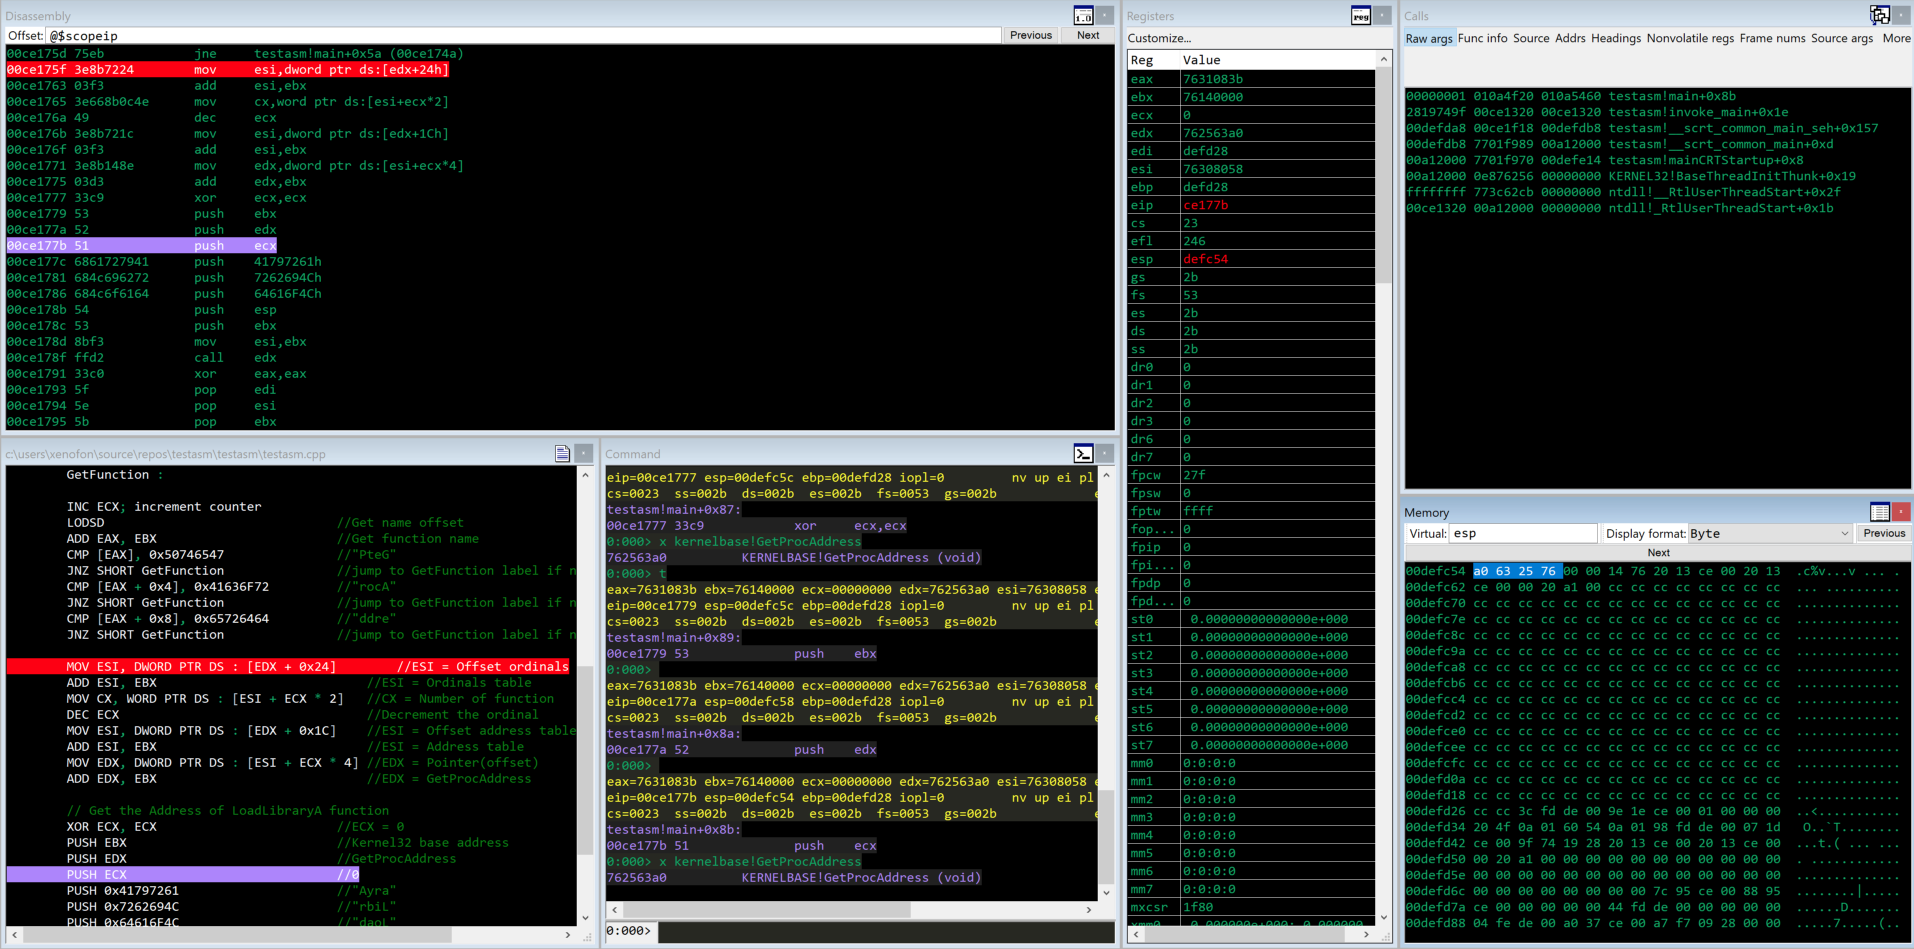 Disassembly
Offset: @$scopeip Previous Next
00ce175d 75eb jne testasm!main+0x5a (00ce174a)
00ce175f 3e8b7224 mov esi,dword ptr ds:[edx+24h]
00ce1763 03f3 add esi,ebx
00ce1765 3e668b0c4e mov cx,word ptr ds:[esi+ecx*2]
00ce176a 49 dec ecx
00ce176b 3e8b721c mov esi,dword ptr ds:[edx+1Ch]
00ce176f 03f3 add esi,ebx
00ce1771 3e8b148e mov edx,dword ptr ds:[esi+ecx*4]
00ce1775 03d3 add edx,ebx
00ce1777 33c9 xor ecx,ecx
00ce1779 53 push ebx
00ce177a 52 push edx
00ce177b 51 push ecx
00ce177c 6861727941 push 41797261h
00ce1781 684c696272 push 7262694Ch
00ce1786 684c6f6164 push 64616F4Ch
00ce178b 54 push esp
00ce178c 53 push ebx
00ce178d 8bf3 mov esi,ebx
00ce178f ffd2 call edx
00ce1791 33c0 xor eax,eax
00ce1793 5f pop edi
00ce1794 5e pop esi
00ce1795 5b pop ebx
c:\users\xenofon\source\repos\testasm\testasm\testasm.cpp
GetFunction :
INC ECX; increment counter
LODSD //Get name offset
ADD EAX, EBX //Get function name
CMP [EAX], 0x50746547 //"PteG"
JNZ SHORT GetFunction //jump to GetFunction label if n
CMP [EAX + 0x4], 0x41636F72 //"rocA"
JNZ SHORT GetFunction //jump to GetFunction label if n
CMP [EAX + 0x8], 0x65726464 //"ddre"
JNZ SHORT GetFunction //jump to GetFunction label if n
MOV ESI, DWORD PTR DS : [EDX + 0x24] //ESI = Offset ordinals
ADD ESI, EBX //ESI = Ordinals table
MOV CX, WORD PTR DS : [ESI + ECX * 2] //CX = Number of function
DEC ECX //Decrement the ordinal
MOV ESI, DWORD PTR DS : [EDX + 0x1C] //ESI = Offset address table
ADD ESI, EBX //ESI = Address table
MOV EDX, DWORD PTR DS : [ESI + ECX * 4] //EDX = Pointer(offset)
ADD EDX, EBX //EDX = GetProcAddress
// Get the Address of LoadLibraryA function
XOR ECX, ECX //ECX = 0
PUSH EBX //Kernel32 base address
PUSH EDX //GetProcAddress
PUSH ECX //0
PUSH 0x41797261 //"Ayra"
PUSH 0x7262694C //"rbiL"
PUSH 0x64616F4C //"daoL"
Command
eip=00ce1777 esp=00defc5c ebp=00defd28 iopl=0 nv up ei pl
cs=0023 ss=002b ds=002b es=002b fs=0053 gs=002b e
testasm!main+0x87:
00ce1777 33c9 xor ecx,ecx
0:000> x kernelbase!GetProcAddress
762563a0 KERNELBASE!GetProcAddress (void)
0:000> t
eax=7631083b ebx=76140000 ecx=00000000 edx=762563a0 esi=76308058 e
eip=00ce1779 esp=00defc5c ebp=00defd28 iopl=0 nv up ei pl
cs=0023 ss=002b ds=002b es=002b fs=0053 gs=002b e
testasm!main+0x89:
00ce1779 53 push ebx
0:000>
eax=7631083b ebx=76140000 ecx=00000000 edx=762563a0 esi=76308058 e
eip=00ce177a esp=00defc58 ebp=00defd28 iopl=0 nv up ei pl
cs=0023 ss=002b ds=002b es=002b fs=0053 gs=002b e
testasm!main+0x8a:
00ce177a 52 push edx
0:000>
eax=7631083b ebx=76140000 ecx=00000000 edx=762563a0 esi=76308058 e
eip=00ce177b esp=00defc54 ebp=00defd28 iopl=0 nv up ei pl
cs=0023 ss=002b ds=002b es=002b fs=0053 gs=002b e
testasm!main+0x8b:
00ce177b 51 push ecx
0:000> x kernelbase!GetProcAddress
762563a0 KERNELBASE!GetProcAddress (void)
0:000>
Registers
Customize...
Reg Value
eax 7631083b
ebx 76140000
ecx 0
edx 762563a0
edi defd28
esi 76308058
ebp defd28
eip ce177b
cs 23
efl 246
esp defc54
gs 2b
fs 53
es 2b
ds 2b
ss 2b
dr0 0
dr1 0
dr2 0
dr3 0
dr6 0
dr7 0
fpcw 27f
fpsw 0
fptw ffff
fop... 0
fpip 0
fpi... 0
fpdp 0
fpd... 0
st0 0.000000000000000e+000
st1 0.000000000000000e+000
st2 0.000000000000000e+000
st3 0.000000000000000e+000
st4 0.000000000000000e+000
st5 0.000000000000000e+000
st6 0.000000000000000e+000
st7 0.000000000000000e+000
mm0 0:0:0:0
mm1 0:0:0:0
mm2 0:0:0:0
mm3 0:0:0:0
mm4 0:0:0:0
mm5 0:0:0:0
mm6 0:0:0:0
mm7 0:0:0:0
mxcsr 1f80
Calls
Raw args Func info Source Addrs Headings Nonvolatile regs Frame nums Source args More
00000001 010a4f20 010a5460 testasm!main+0x8b
2819749f 00ce1320 00ce1320 testasm!invoke_main+0x1e
00defda8 00ce1f18 00defdb8 testasm!__scrt_common_main_seh+0x157
00defdb8 7701f989 00a12000 testasm!__scrt_common_main+0xd
00a12000 7701f970 00defe14 testasm!mainCRTStartup+0x8
00a12000 0e876256 00000000 KERNEL32!BaseThreadInitThunk+0x19
ffffffff 773c62cb 00000000 ntdll!__RtlUserThreadStart+0x2f
00ce1320 00a12000 00000000 ntdll!_RtlUserThreadStart+0x1b
Memory
Virtual: esp Display format: Byte Previous
Next
00defc54 a0 63 25 76 00 00 14 76 20 13 ce 00 20 13 .c%v...v ... .
00defc62 ce 00 00 20 a1 00 cc cc cc cc cc cc cc cc ... ..........
00defc70 cc cc cc cc cc cc cc cc cc cc cc cc cc cc ..............
00defc7e cc cc cc cc cc cc cc cc cc cc cc cc cc cc ..............
00defc8c cc cc cc cc cc cc cc cc cc cc cc cc cc cc ..............
00defc9a cc cc cc cc cc cc cc cc cc cc cc cc cc cc ..............
00defca8 cc cc cc cc cc cc cc cc cc cc cc cc cc cc ..............
00defcb6 cc cc cc cc cc cc cc cc cc cc cc cc cc cc ..............
00defcc4 cc cc cc cc cc cc cc cc cc cc cc cc cc cc ..............
00defcd2 cc cc cc cc cc cc cc cc cc cc cc cc cc cc ..............
00defce0 cc cc cc cc cc cc cc cc cc cc cc cc cc cc ..............
00defcee cc cc cc cc cc cc cc cc cc cc cc cc cc cc ..............
00defcfc cc cc cc cc cc cc cc cc cc cc cc cc cc cc ..............
00defd0a cc cc cc cc cc cc cc cc cc cc cc cc cc cc ..............
00defd18 cc cc cc cc cc cc cc cc cc cc cc cc cc cc ..............
00defd26 cc cc 3c fd de 00 9e 1e ce 00 01 00 00 00 ..<...........
00defd34 20 4f 0a 01 60 54 0a 01 98 fd de 00 07 1d  O..`T........
00defd42 ce 00 9f 74 19 28 20 13 ce 00 20 13 ce 00 ...t.( ... ...
00defd50 00 20 a1 00 00 00 00 00 00 00 00 00 00 00 . ............
00defd5e 00 00 00 00 00 00 00 00 00 00 00 00 00 00 ..............
00defd6c 00 00 00 00 00 00 00 00 7c 95 ce 00 88 95 ........|.....
00defd7a ce 00 00 00 00 00 44 fd de 00 00 00 00 00 ......D.......
00defd88 04 fe de 00 a0 37 ce 00 a7 f7 09 28 00 00 .....7.....(..